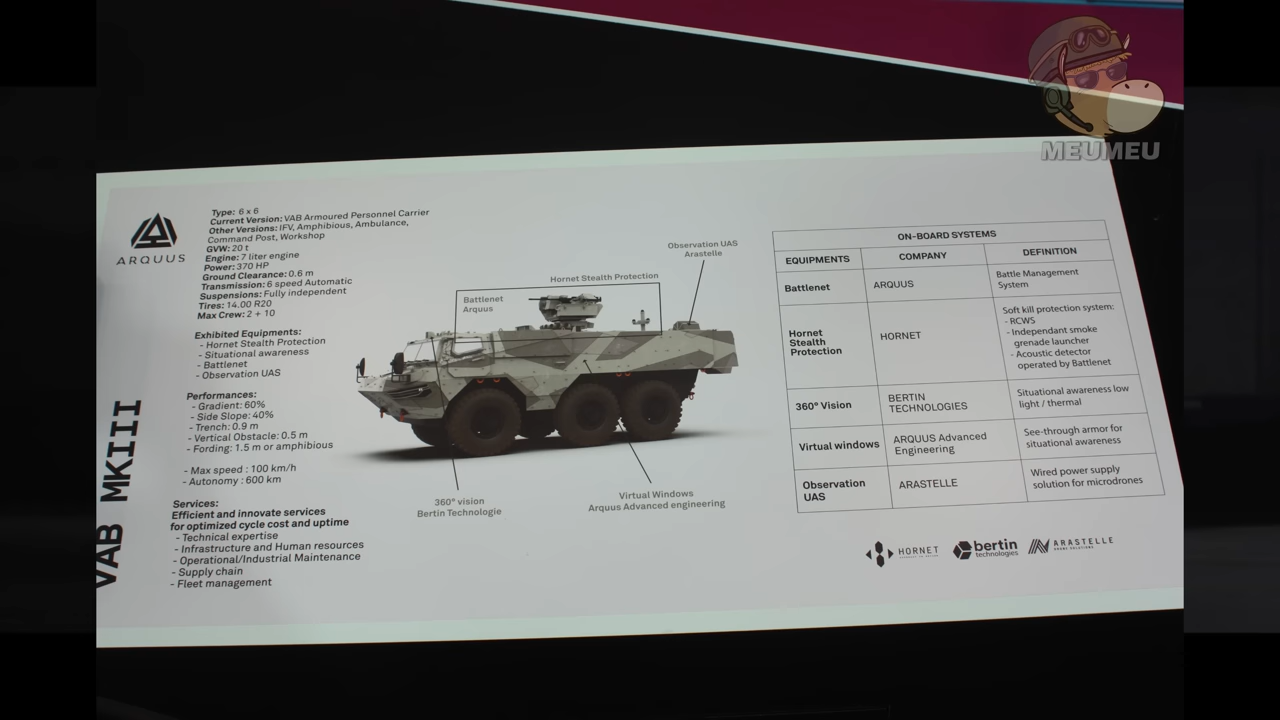 MEUMEU
ARQUUS
VAB MKIII
Type: 6 x 6
Current Version: VAB Armoured Personnel Carrier
Other Versions: IFV, Amphibious, Ambulance,
Command Post, Workshop
GVW: 20 t
Engine: 7 liter engine
Power: 370 HP
Ground Clearance: 0.6 m
Transmission: 6 speed Automatic
Suspensions: Fully independent
Tires: 14.00 R20
Max Crew: 2 + 10
Exhibited Equipments:
- Hornet Stealth Protection
- Situational awareness
- Battlenet
- Observation UAS
Performances:
- Gradient: 60%
- Side Slope: 40%
- Trench: 0.9 m
- Vertical Obstacle: 0.5 m
- Fording: 1.5 m or amphibious
- Max speed : 100 km/h
- Autonomy : 600 km
Services:
Efficient and innovate services
for optimized cycle cost and uptime
- Technical expertise
- Infrastructure and Human resources
- Operational/Industrial Maintenance
- Supply chain
- Fleet management
Observation UAS
Arastelle
Hornet Stealth Protection
Battlenet
Arquus
360° vision
Bertin Technologie
Virtual Windows
Arquus Advanced engineering
ON-BOARD SYSTEMS
EQUIPMENTS COMPANY DEFINITION
Battlenet ARQUUS Battle Management
System
Hornet
Stealth
Protection
HORNET
Soft kill protection system:
- RCWS
- Independant smoke
grenade launcher
- Acoustic detector
operated by Battlenet
360° Vision
BERTIN
TECHNOLOGIES
Situational awareness low
light / thermal
Virtual windows
ARQUUS Advanced
Engineering
See-through armor for
situational awareness
Observation
UAS
ARASTELLE
Wired power supply
solution for microdrones
HORNET
bertin
technologies
ARASTELLE